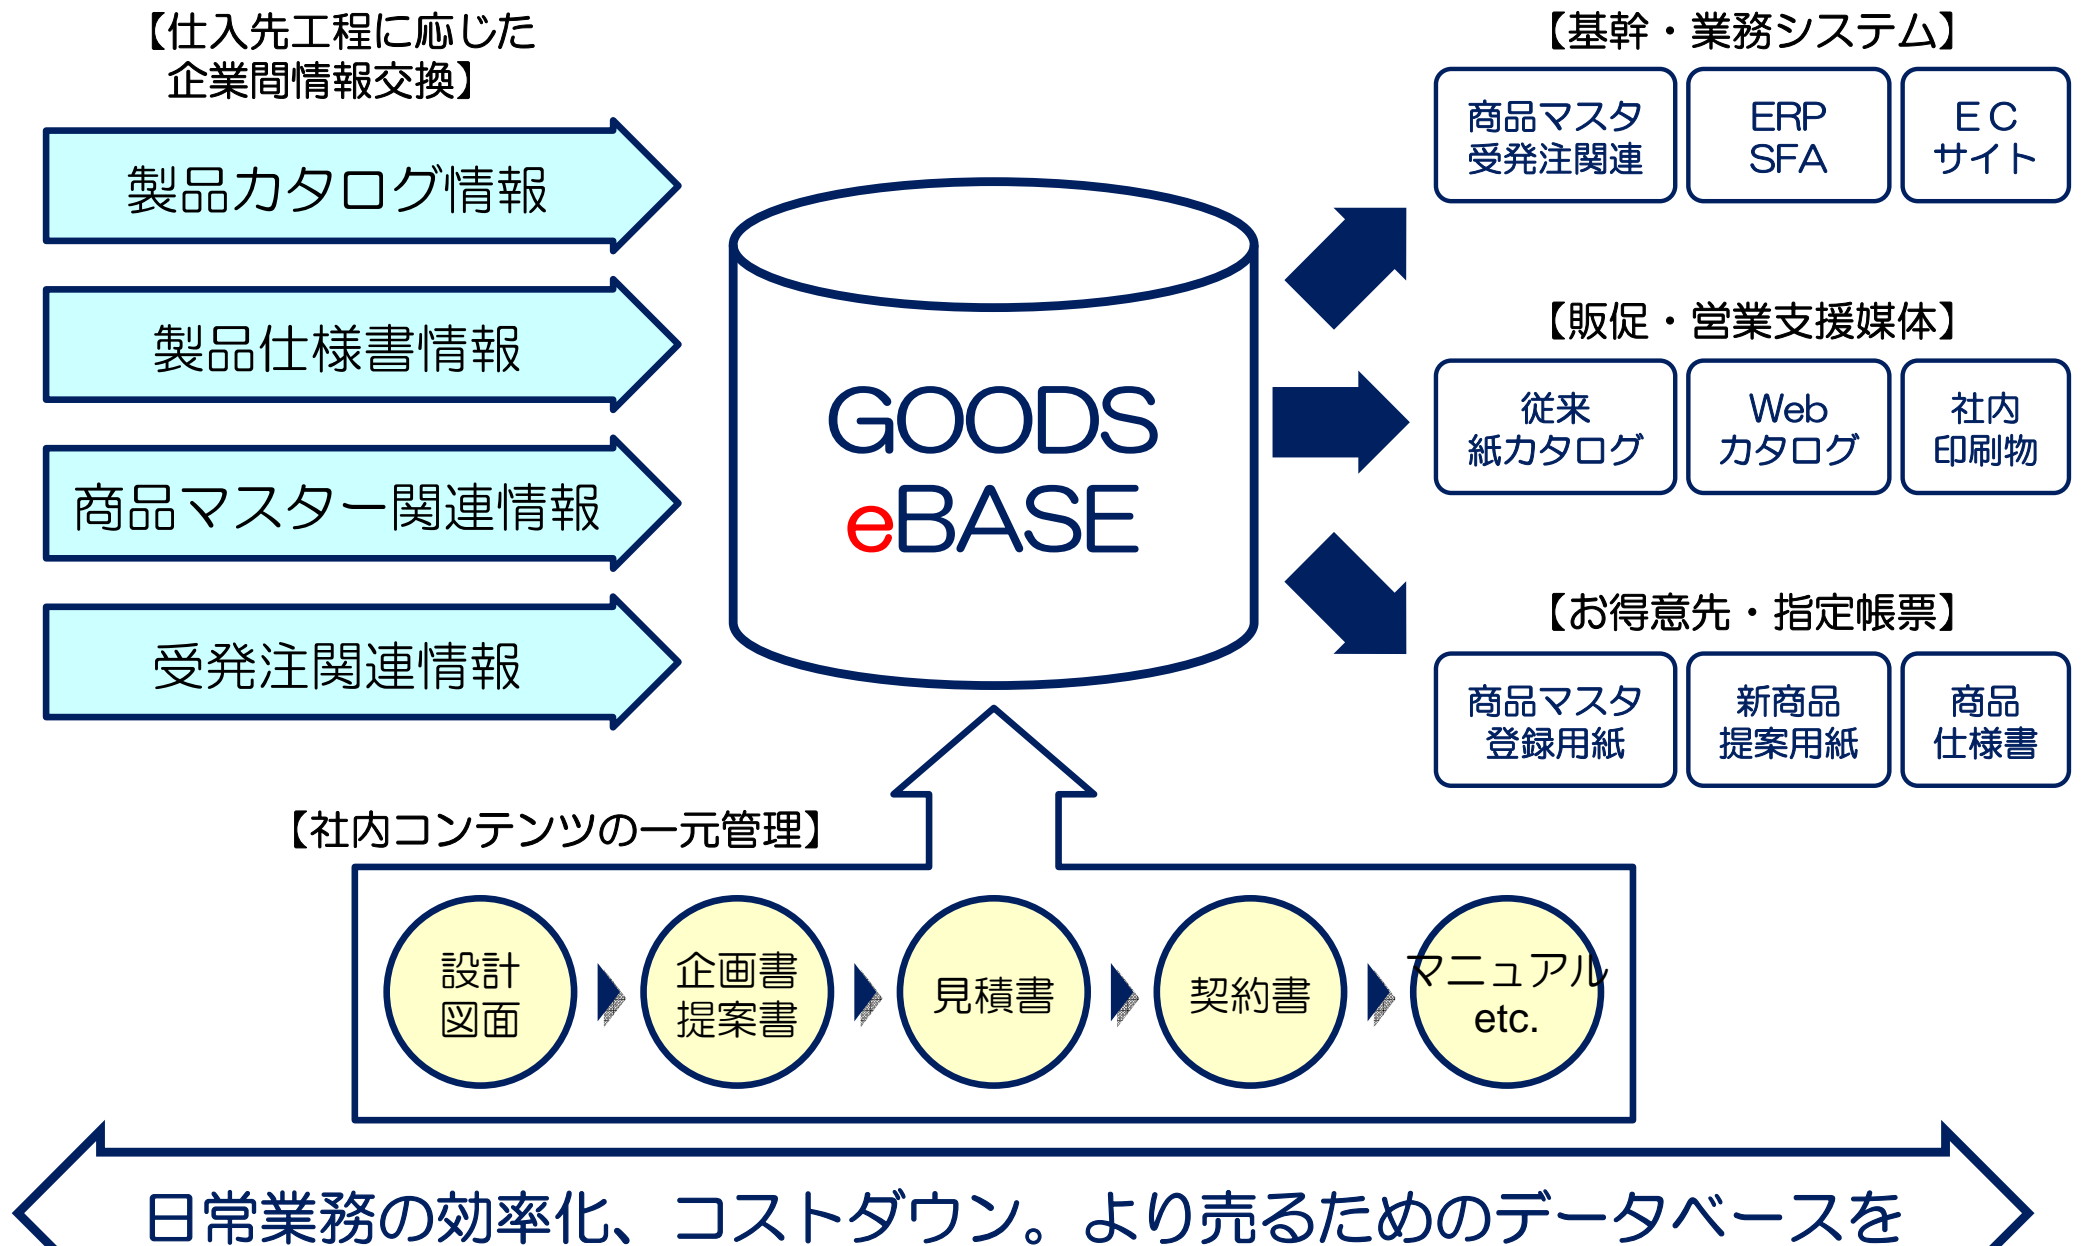 【仕入先工程に応じた
企業間情報交換】
製品カタログ情報
製品仕様書情報
商品マスター関連情報
受発注関連情報
GOODS
eBASE
【基幹・業務システム】
商品マスタ
受発注関連
ERP
SFA
ＥＣ
サイト
【販促・営業支援媒体】
従来
紙カタログ
Web
カタログ
社内
印刷物
【お得意先・指定帳票】
商品マスタ
登録用紙
新商品
提案用紙
商品
仕様書
【社内コンテンツの一元管理】
設計
図面
企画書
提案書
見積書
契約書
マニュアル
etc.
日常業務の効率化、コストダウン。より売るためのデータベースを